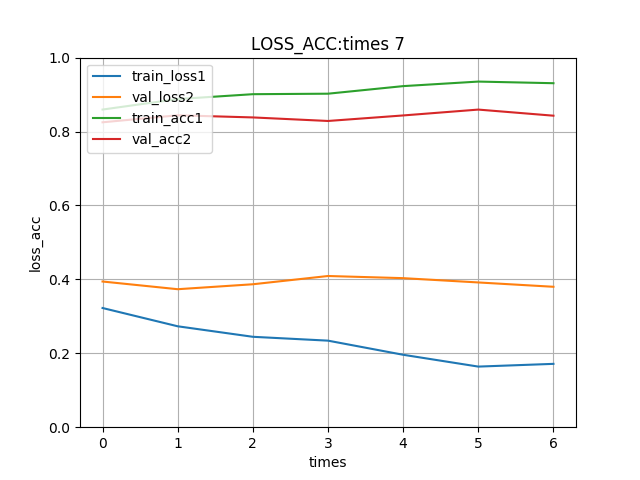 LOSS_ACC:times 7
train_loss1
val_loss2
train_acc1
val_acc2
1.0
0.8
0.6
0.4
0.2
0.0
loss_acc
0 1 2 3 4 5 6
times